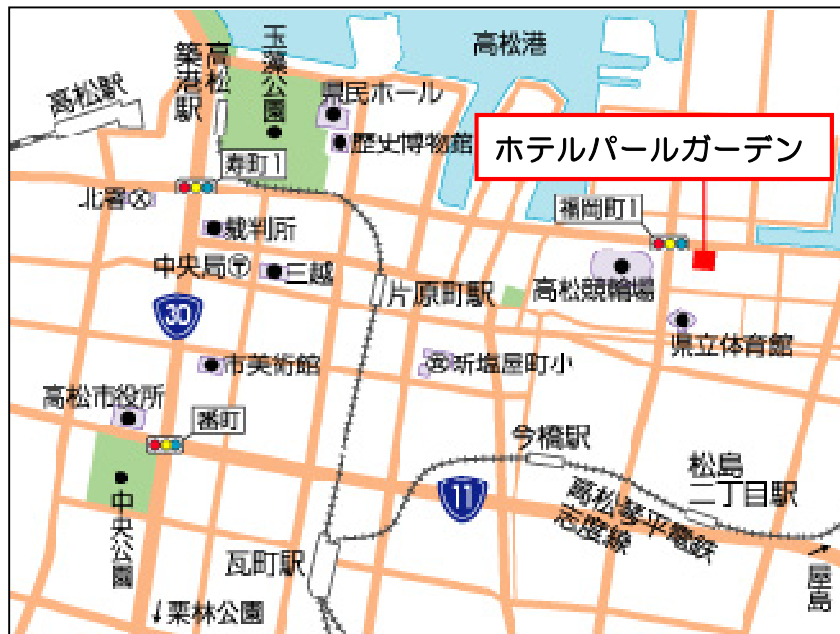 高松港
高松駅
高松
築港駅
玉藻公園
県民ホール
歴史博物館
ホテルパールガーデン
寿町1
北署
福岡町1
裁判所
中央局〒
三越
片原町駅
高松競輪場
30
県立体育館
市美術館
文新塩屋町小
高松市役所
番町
今橋駅
松島
二丁目駅
11
中央公園
高松琴平電鉄
志度線
瓦町駅
屋島
栗林公園